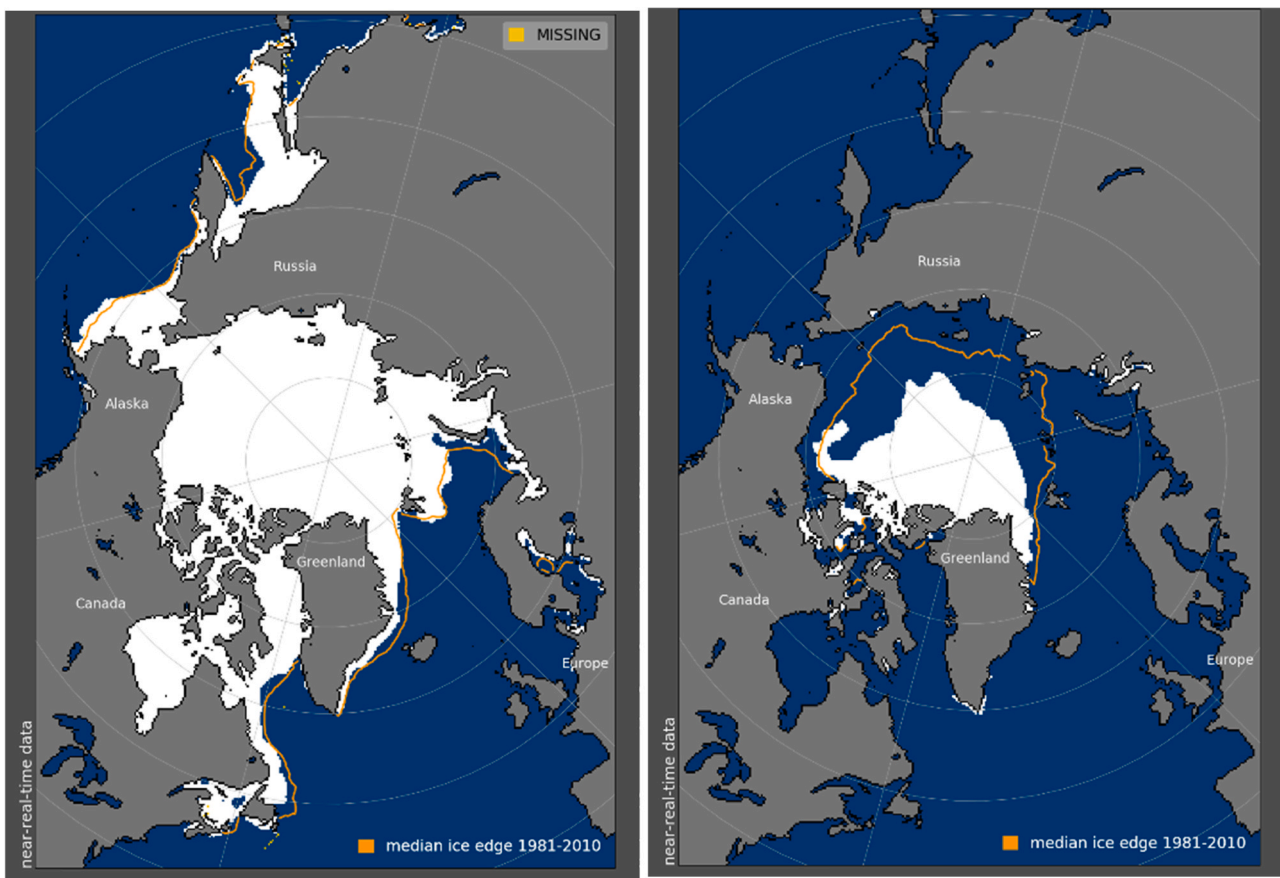 MISSING
Russia
Alaska
Greenland
Canada
Europe
near-real-time data
median ice edge 1981-2010
Russia
Alaska
Greenland
Canada
Europe
near-real-time data
median ice edge 1981-2010